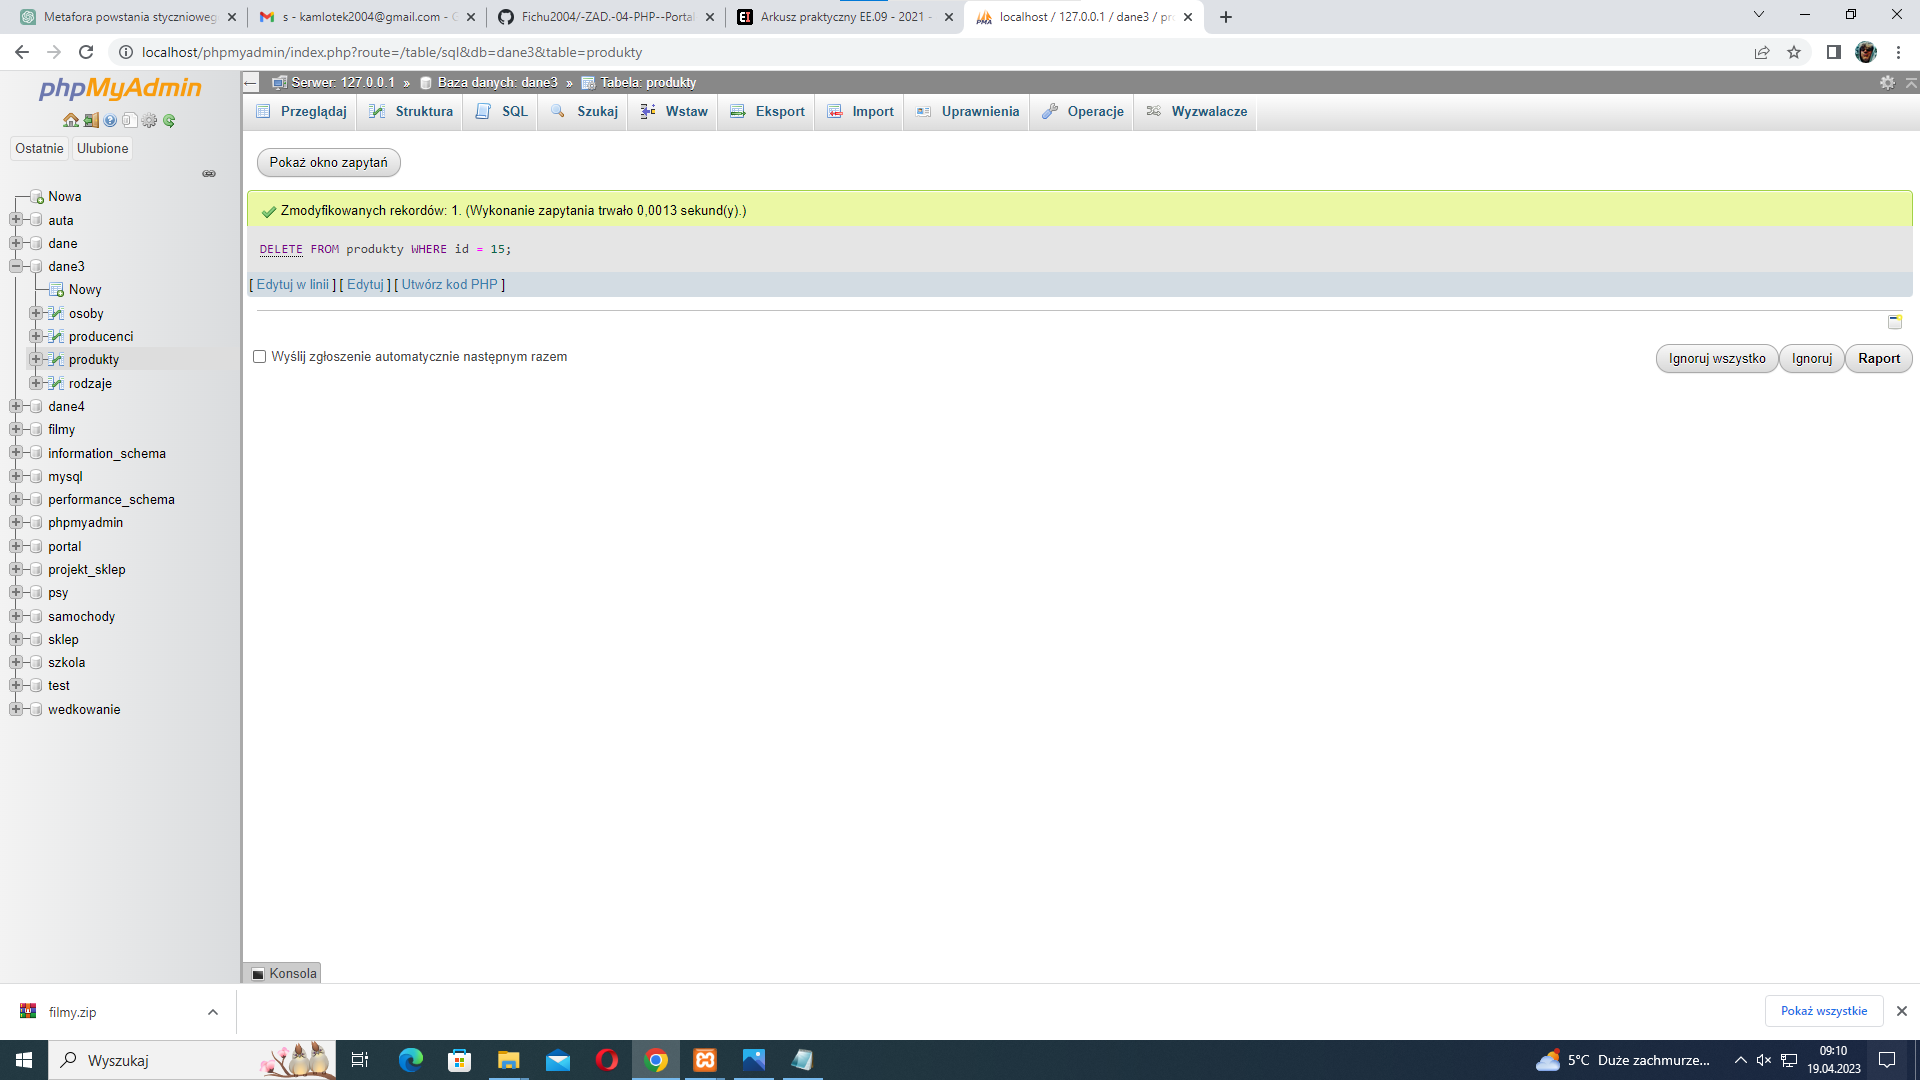 Metafora powstania stycznioweg
s - kamlotek2004@gmail.com - G
Fichu2004/-ZAD.-04-PHP--Portal
EI Arkusz praktyczny EE.09 - 2021 -
PMA localhost / 127.0.0.1 / dane3 / pr
localhost/phpmyadmin/index.php?route=/table/sql&db=dane3&table=produkty
phpMyAdmin
Ostatnie
Ulubione
Nowa
auta
dane
dane3
Nowy
osoby
producenci
produkty
rodzaje
dane4
filmy
information_schema
mysql
performance_schema
phpmyadmin
portal
projekt_sklep
psy
samochody
sklep
szkola
test
wedkowanie
Serwer: 127.0.0.1 » Baza danych: dane3 » Tabela: produkty
Przeglądaj
Struktura
SQL
Szukaj
Wstaw
Eksport
Import
Uprawnienia
Operacje
Wyzwalacze
Pokaż okno zapytań
Zmodyfikowanych rekordów: 1. (Wykonanie zapytania trwało 0,0013 sekund(y).)
DELETE FROM produkty WHERE id = 15;
[ Edytuj w linii ] [ Edytuj ] [ Utwórz kod PHP ]
Wyślij zgłoszenie automatycznie następnym razem
Ignoruj wszystko
Ignoruj
Raport
Konsola
filmy.zip
Pokaż wszystkie
Wyszukaj
5°C Duże zachmurze...
09:10
19.04.2023